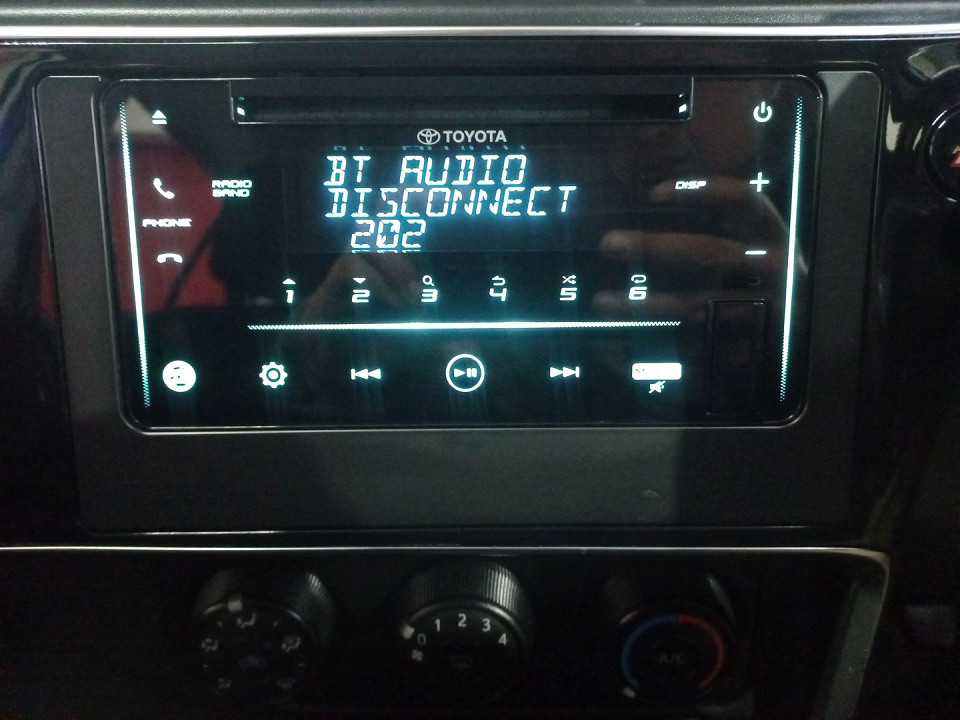 TOYOTA
BT AUDIO
DISCONNECT
202
RADIO
BAND
PHONE
DISP
+
-
1 2 3 4 5 6
0 1 2 3 4
A/C